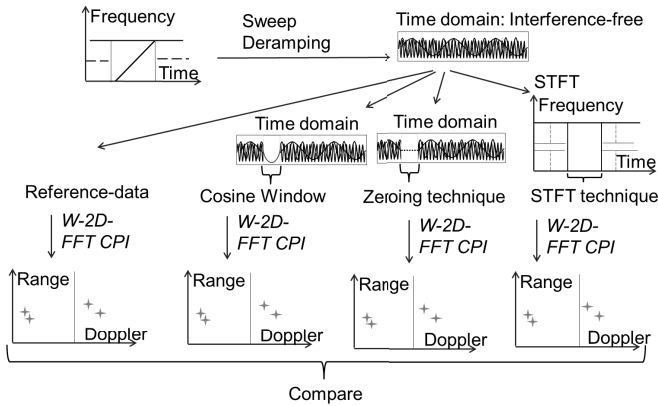 Frequency
Time
Sweep
Deramping
Time domain: Interference-free
STFT
Frequency
Time
Time domain
Time domain
Reference-data
Cosine Window
Zeroing technique
STFT technique
W-2D-
FFT CPI
W-2D-
FFT CPI
W-2D-
FFT CPI
W-2D-
FFT CPI
Range
Doppler
Range
Doppler
Range
Doppler
Range
Doppler
Compare